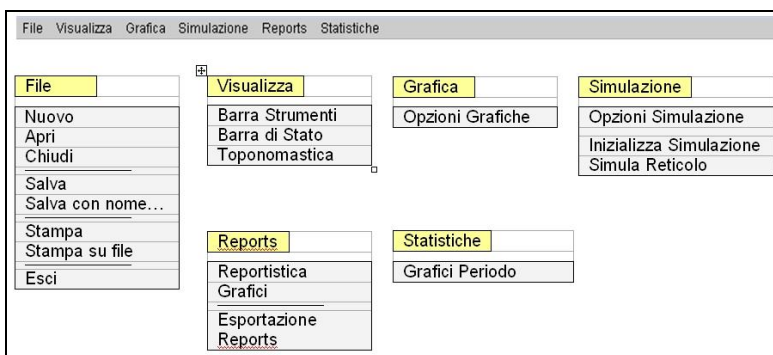 File Visualizza Grafica Simulazione Reports Statistiche
File
Nuovo
Apri
Chiudi
Salva
Salva con nome...
Stampa
Stampa su file
Esci
Visualizza
Barra Strumenti
Barra di Stato
Toponomastica
Grafica
Opzioni Grafiche
Simulazione
Opzioni Simulazione
Inizializza Simulazione
Simula Reticolo
Reports
Reportistica
Grafici
Esportazione
Reports
Statistiche
Grafici Periodo